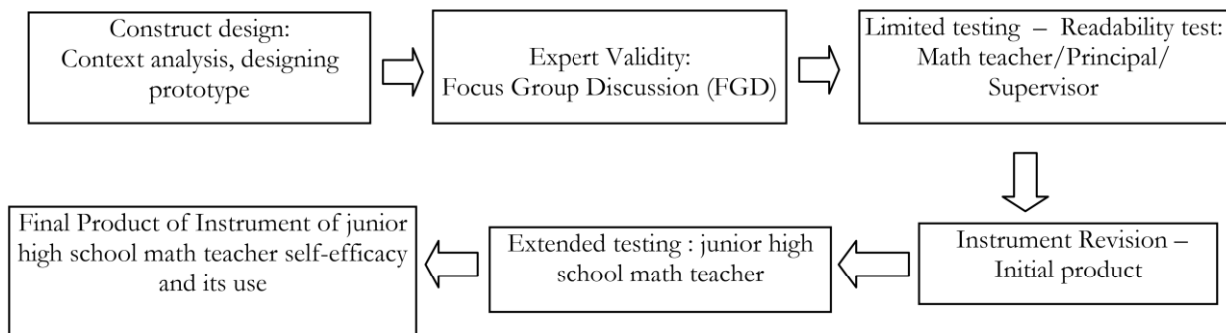 Construct design:
Context analysis, designing
prototype
Expert Validity:
Focus Group Discussion (FGD)
Limited testing – Readability test:
Math teacher/Principal/
Supervisor
Instrument Revision –
Initial product
Extended testing : junior high
school math teacher
Final Product of Instrument of junior
high school math teacher self-efficacy
and its use